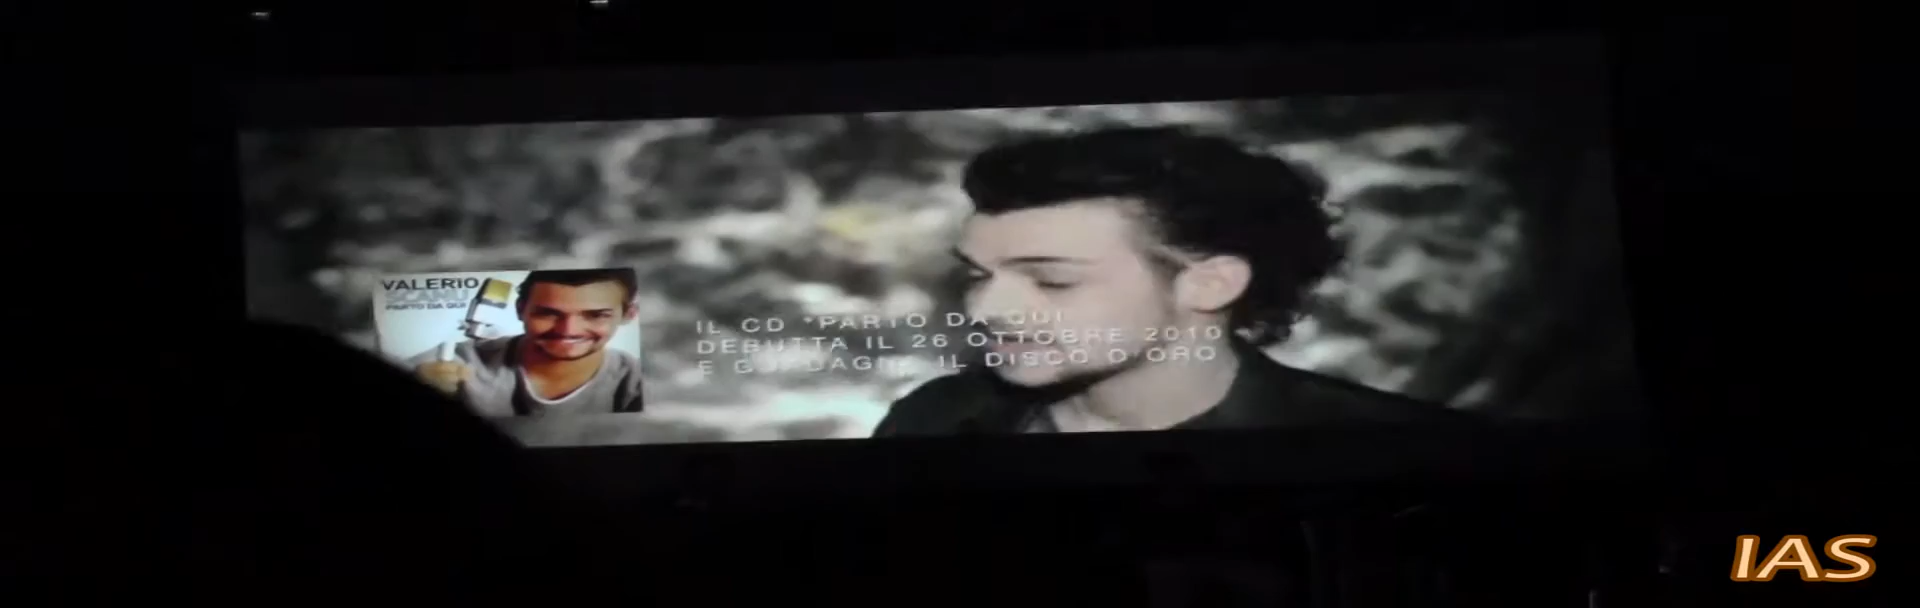 VALERIO
SCANU
PARTO DA QUI
IL CD "PARTO DA QUI
DEBUTTA IL 26 OTTOBRE 2010
E GUADAGNA IL DISCO D'ORO
IAS